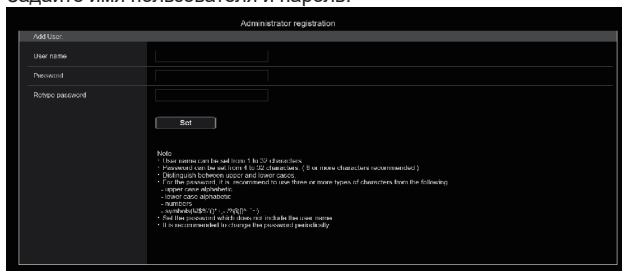 Задайте имя пользователя и пароль.
Administrator registration
Add User.
User name
Password
Retype password
Set
Note
* User name can be set from 1 to 32 characters
* Password can be set from 4 to 32 characters. ( 8 or more characters recommended )
* Distinguish between upper and lower cases.
* For the password, it is recommend to use three or more types of characters from the following
- upper case alphabetic
- lower case alphabetic
- numbers
* Set the password which does not include the user name
* It is recommended to change the password periodically